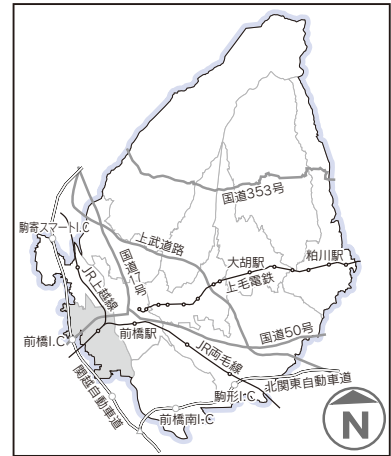 国道353号
駒寄スマートI.C
上武道路
国道17号
大胡駅
粕川駅
JR上越線
上毛電鉄
前橋I.C
前橋駅
国道50号
JR両毛線
北関東自動車道
関越自動車道
駒形I.C
前橋南I.C
N